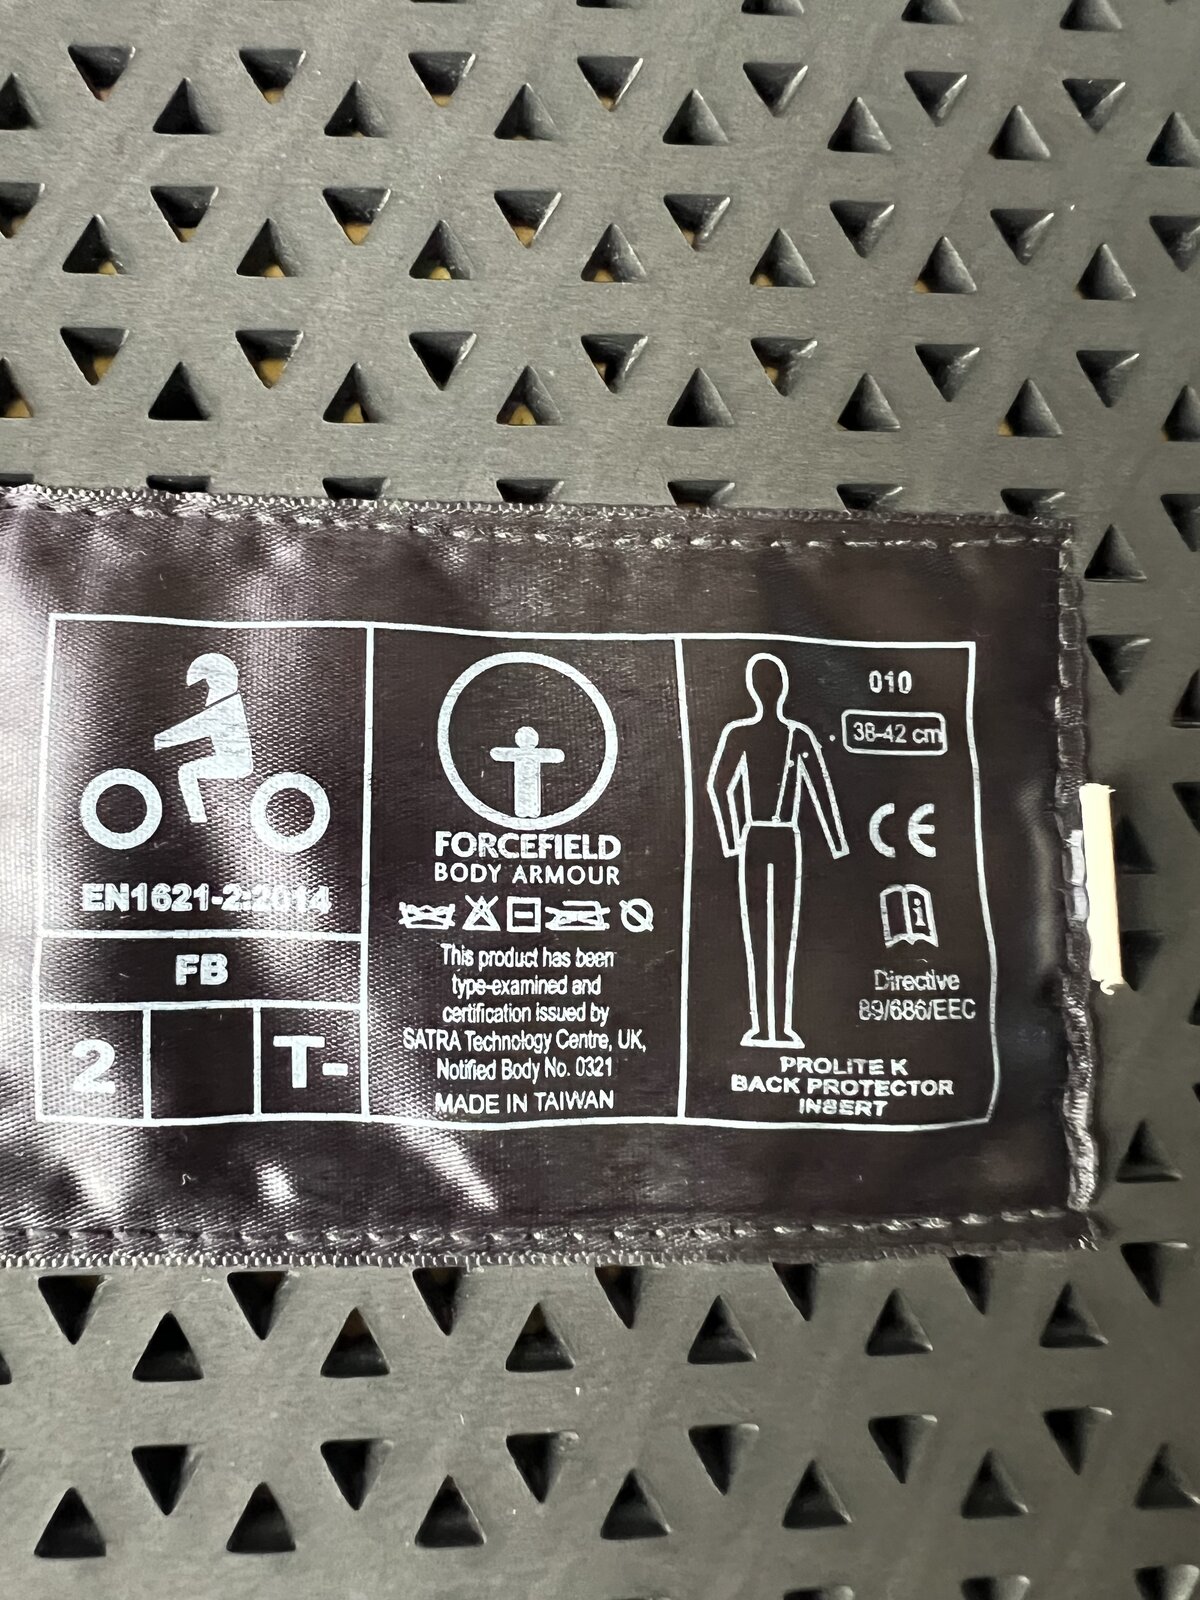 EN1621-2:2014
FB
2
T-
FORCEFIELD
BODY ARMOUR
This product has been
type-examined and
certification issued by
SATRA Technology Centre, UK,
Notified Body No. 0321
MADE IN TAIWAN
010
38-42 cm
CE
i
Directive
89/686/EEC
PROLITE K
BACK PROTECTOR
INSERT